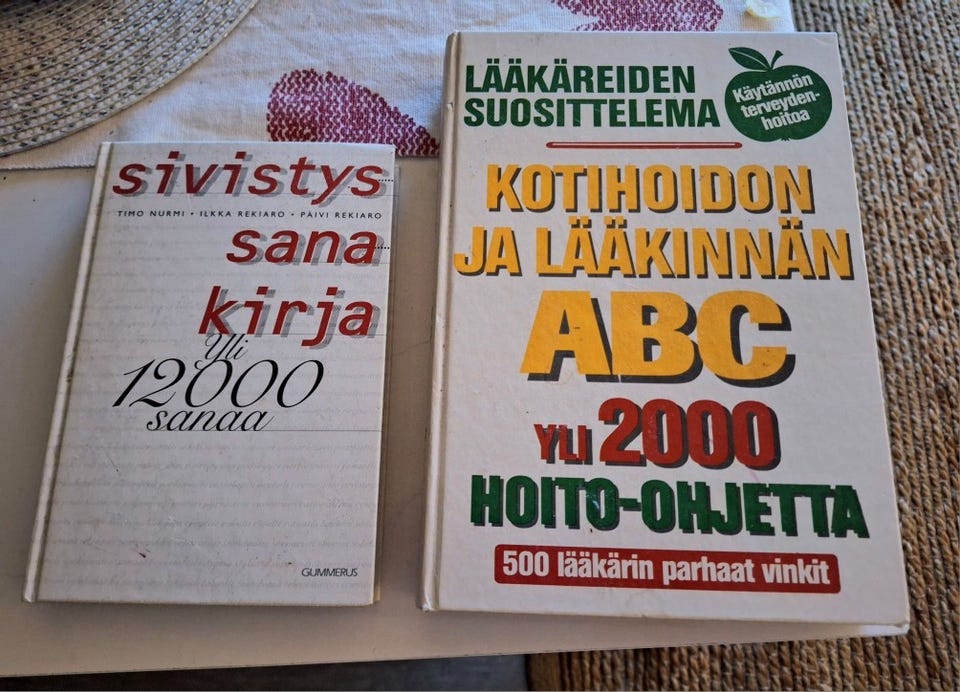 sivistys
TIMO NURMI • ILKKA REKIARO • PÄIVI REKIARO
sana
kirja
Yli
12000
sanaa
GUMMERUS
LÄÄKÄREIDEN
SUOSITTELEMA
Käytännön
terveyden-
hoitoa
KOTIHOIDON
JA LÄÄKINNÄN
ABC
YLI 2000
HOITO-OHJETTA
500 lääkärin parhaat vinkit